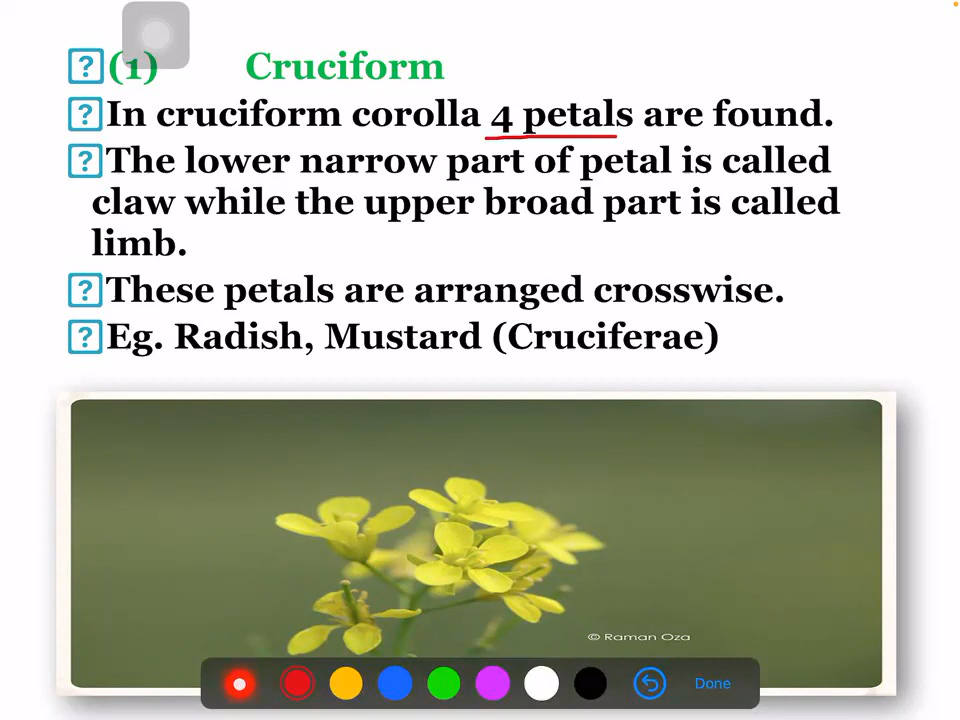 (1) Cruciform
In cruciform corolla 4 petals are found.
The lower narrow part of petal is called
claw while the upper broad part is called
limb.
These petals are arranged crosswise.
Eg. Radish, Mustard (Cruciferae)
© Raman Oza
Done